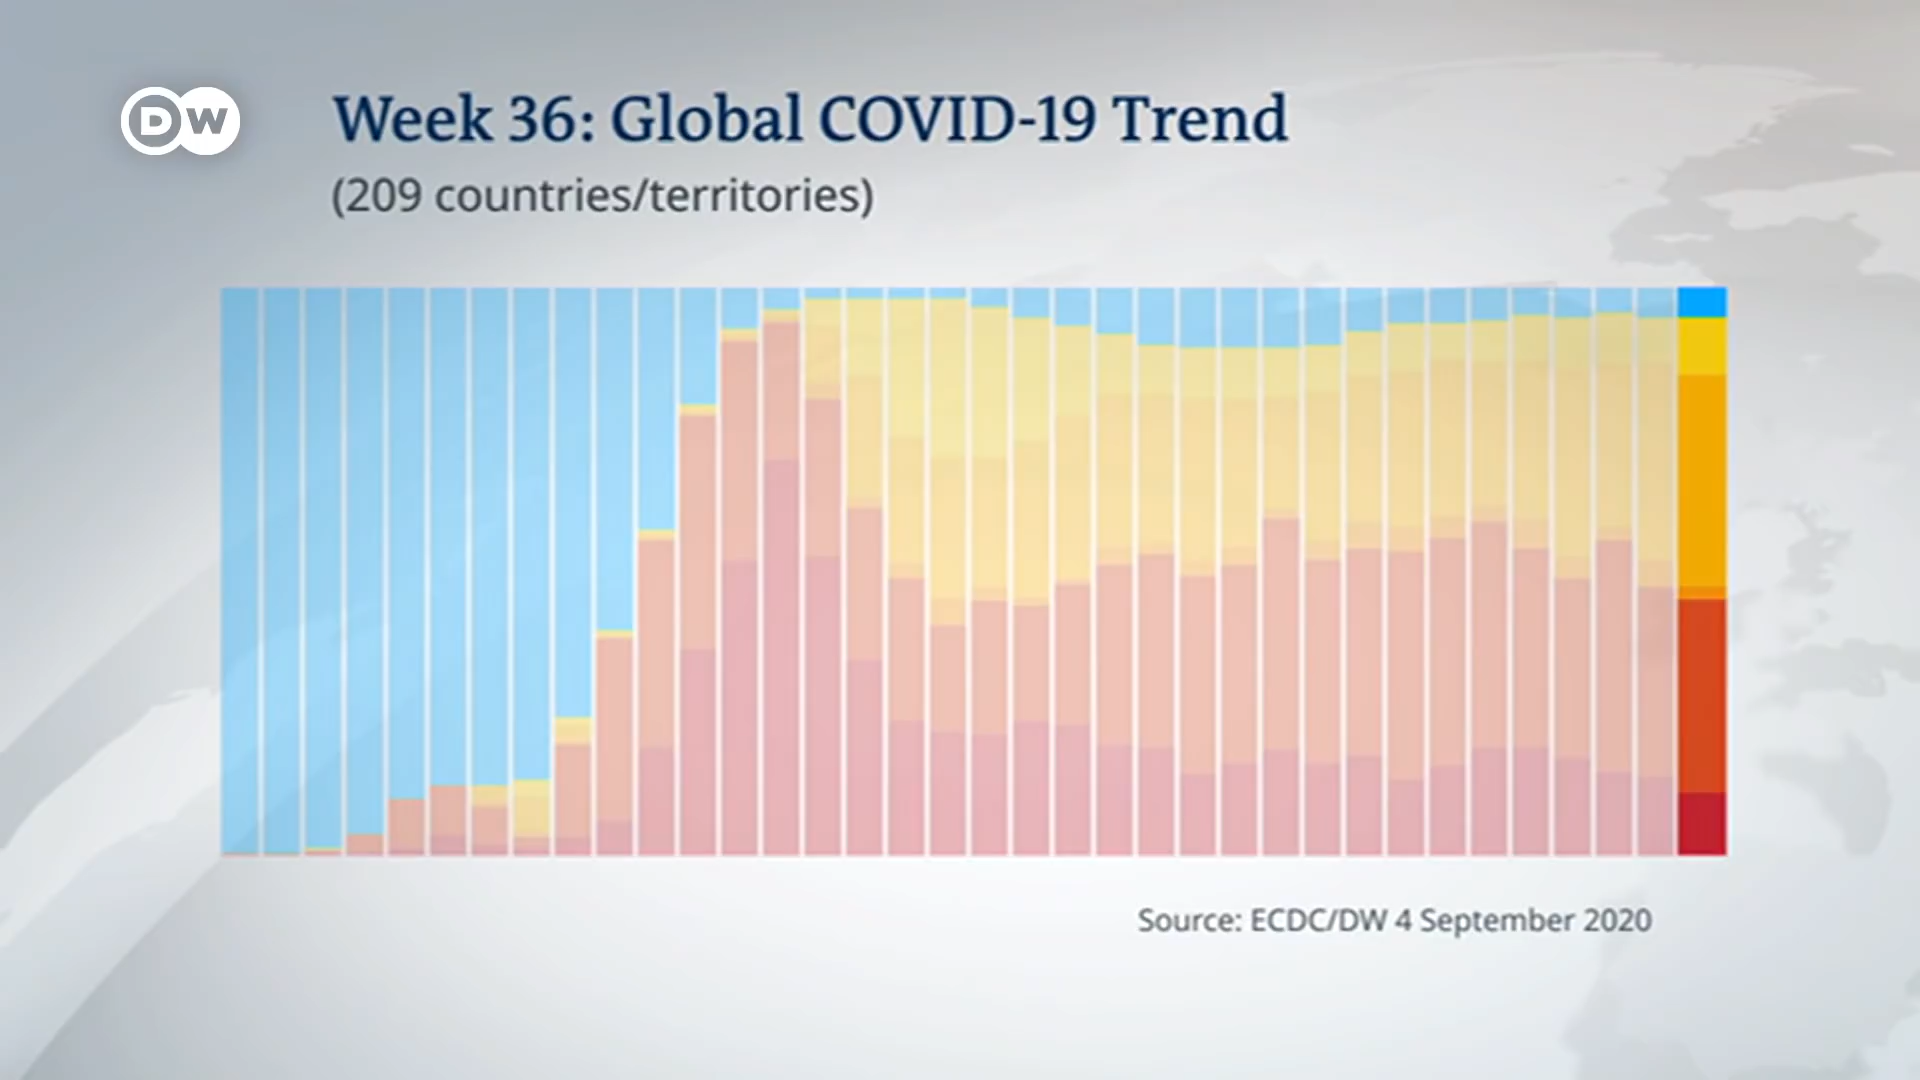 DW
Week 36: Global COVID-19 Trend
(209 countries/territories)
Source: ECDC/DW 4 September 2020